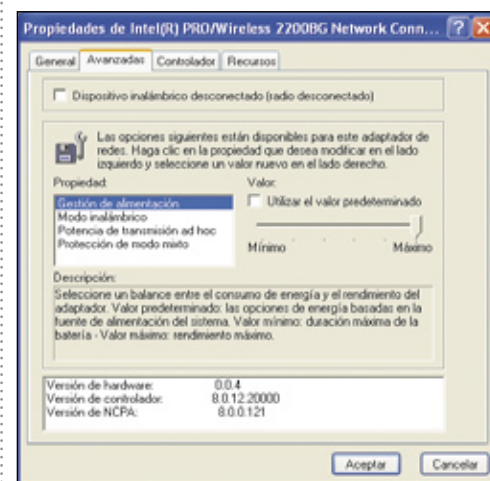 Propiedades de Intel(R) PRO/Wireless 2200BG Network Conn...
General Avanzadas Controlador Recursos
Dispositivo inalámbrico desconectado (radio desconectado)
Las opciones siguientes están disponibles para este adaptador de
redes. Haga clic en la propiedad que desea modificar en el lado
izquierdo y seleccione un valor nuevo en el lado derecho.
Propiedad: Valor:
Gestión de alimentación
Utilizar el valor predeterminado
Modo inalámbrico
Potencia de transmisión ad hoc
Protección de modo mixto
Mínimo Máximo
Descripción:
Seleccione un balance entre el consumo de energía y el rendimiento del
adaptador. Valor predeterminado: las opciones de energía basadas en la
fuente de alimentación del sistema. Valor mínimo: duración máxima de la
batería - Valor máximo: rendimiento máximo.
Versión de hardware: 0.0.4
Versión de controlador: 8.0.12.20000
Versión de NCPA: 8.0.0.121
Aceptar Cancelar